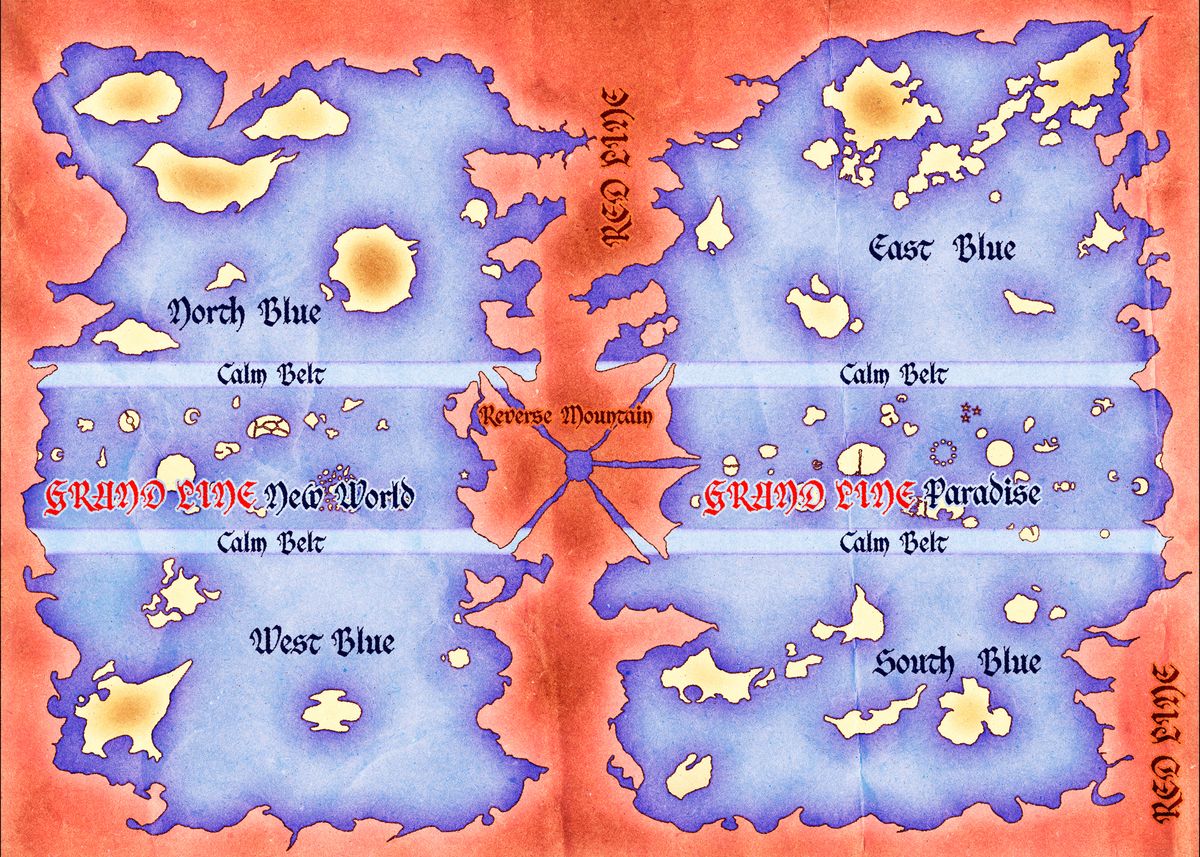 RED LINE
East Blue
North Blue
Calm Belt
Calm Belt
Reverse Mountain
GRAND LINE New World
GRAND LINE Paradise
Calm Belt
Calm Belt
West Blue
South Blue
RED LINE